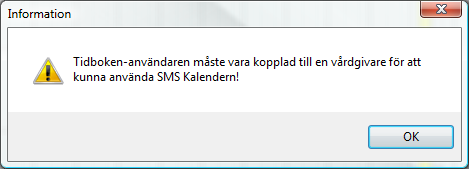 Information
Tidboken-användaren måste vara kopplad till en vårdgivare för att
kunna använda SMS Kalendern!
OK